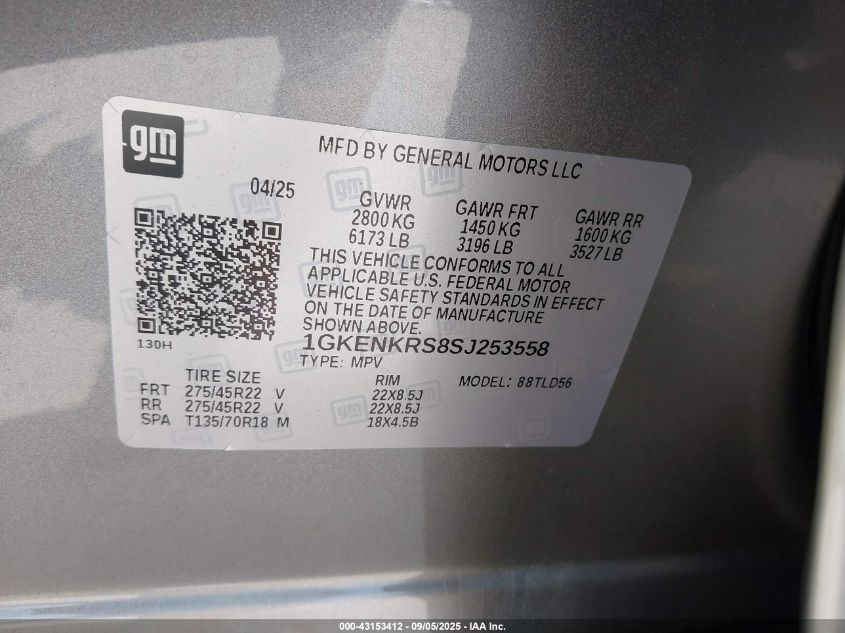 gm
MFD BY GENERAL MOTORS LLC
04/25
GVWR GAWR FRT GAWR RR
2800 KG 1450 KG 1600 KG
6173 LB 3196 LB 3527 LB
THIS VEHICLE CONFORMS TO ALL
APPLICABLE U.S. FEDERAL MOTOR
VEHICLE SAFETY STANDARDS IN EFFECT
ON THE DATE OF MANUFACTURE
SHOWN ABOVE.
130H
1GKENKRS8SJ253558
TYPE: MPV
TIRE SIZE RIM MODEL: 88TLD56
FRT 275/45R22 V 22X8.5J
RR 275/45R22 V 22X8.5J
SPA T135/70R18 M 18X4.5B
000-43153412 - 09/05/2025 - IAA Inc.